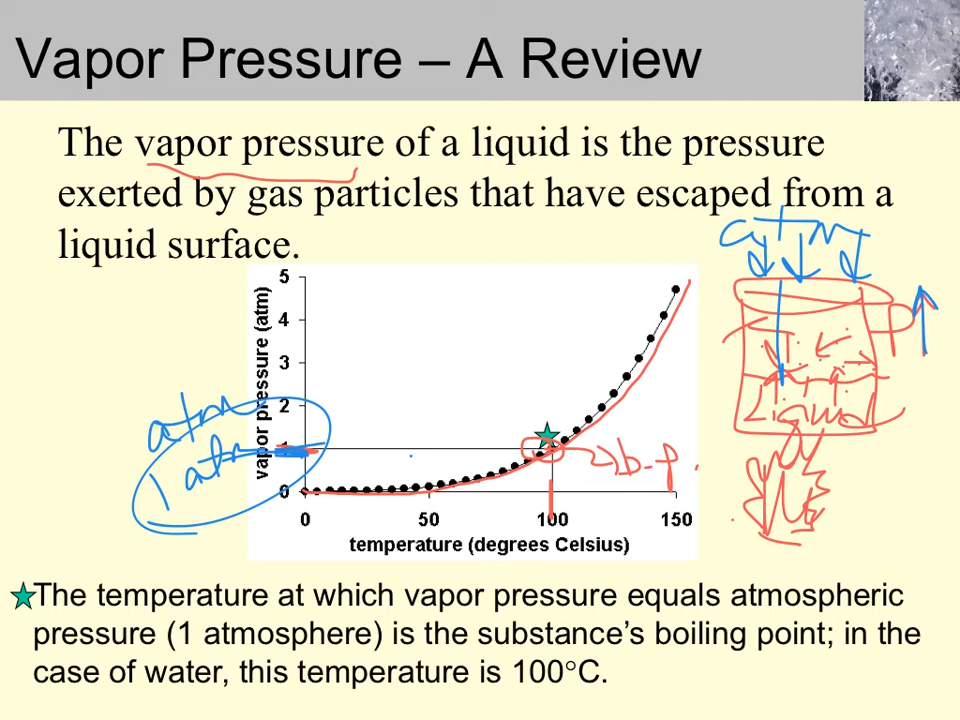 Vapor Pressure – A Review
The vapor pressure of a liquid is the pressure
exerted by gas particles that have escaped from a
liquid surface.
atm
5
4
3
2
1
0
vapor pressure (atm)
atm
1 atm
b.p.
P
Liquid
0 50 100 150
temperature (degrees Celsius)
The temperature at which vapor pressure equals atmospheric
pressure (1 atmosphere) is the substance’s boiling point; in the
case of water, this temperature is 100°C.